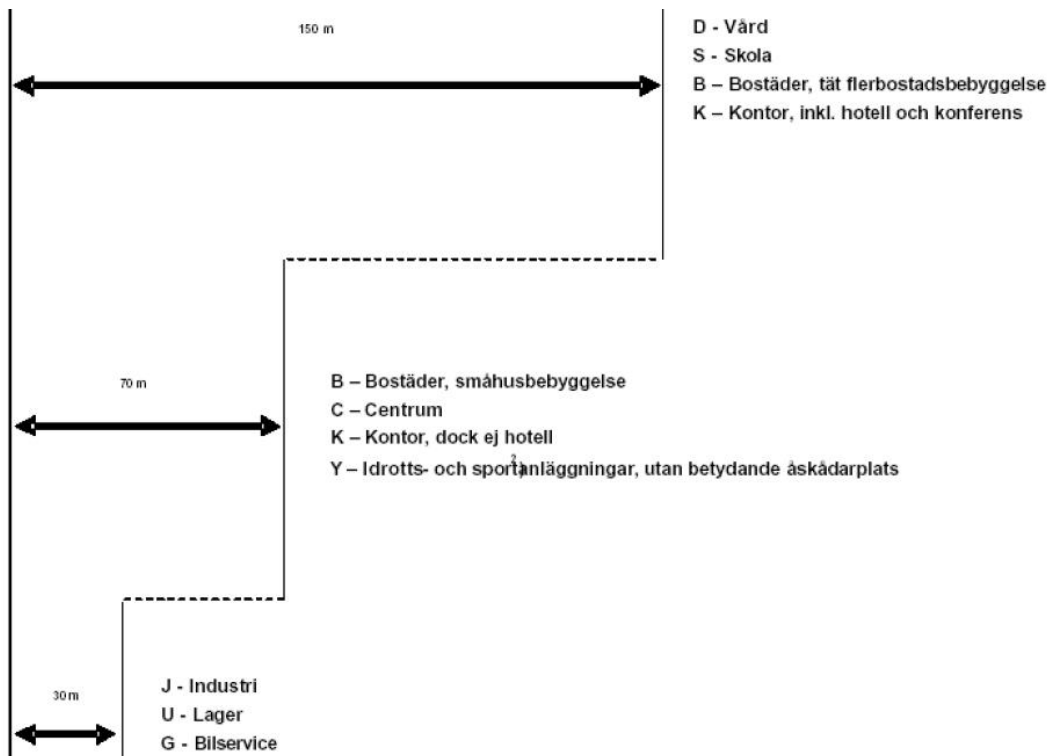 150 m
D - Vård
S - Skola
B – Bostäder, tät flerbostadsbebyggelse
K – Kontor, inkl. hotell och konferens
70 m
B – Bostäder, småhusbebyggelse
C – Centrum
K – Kontor, dock ej hotell
Y – Idrotts- och sportanläggningar, utan betydande åskådarplats
2)
30 m
J - Industri
U - Lager
G - Bilservice